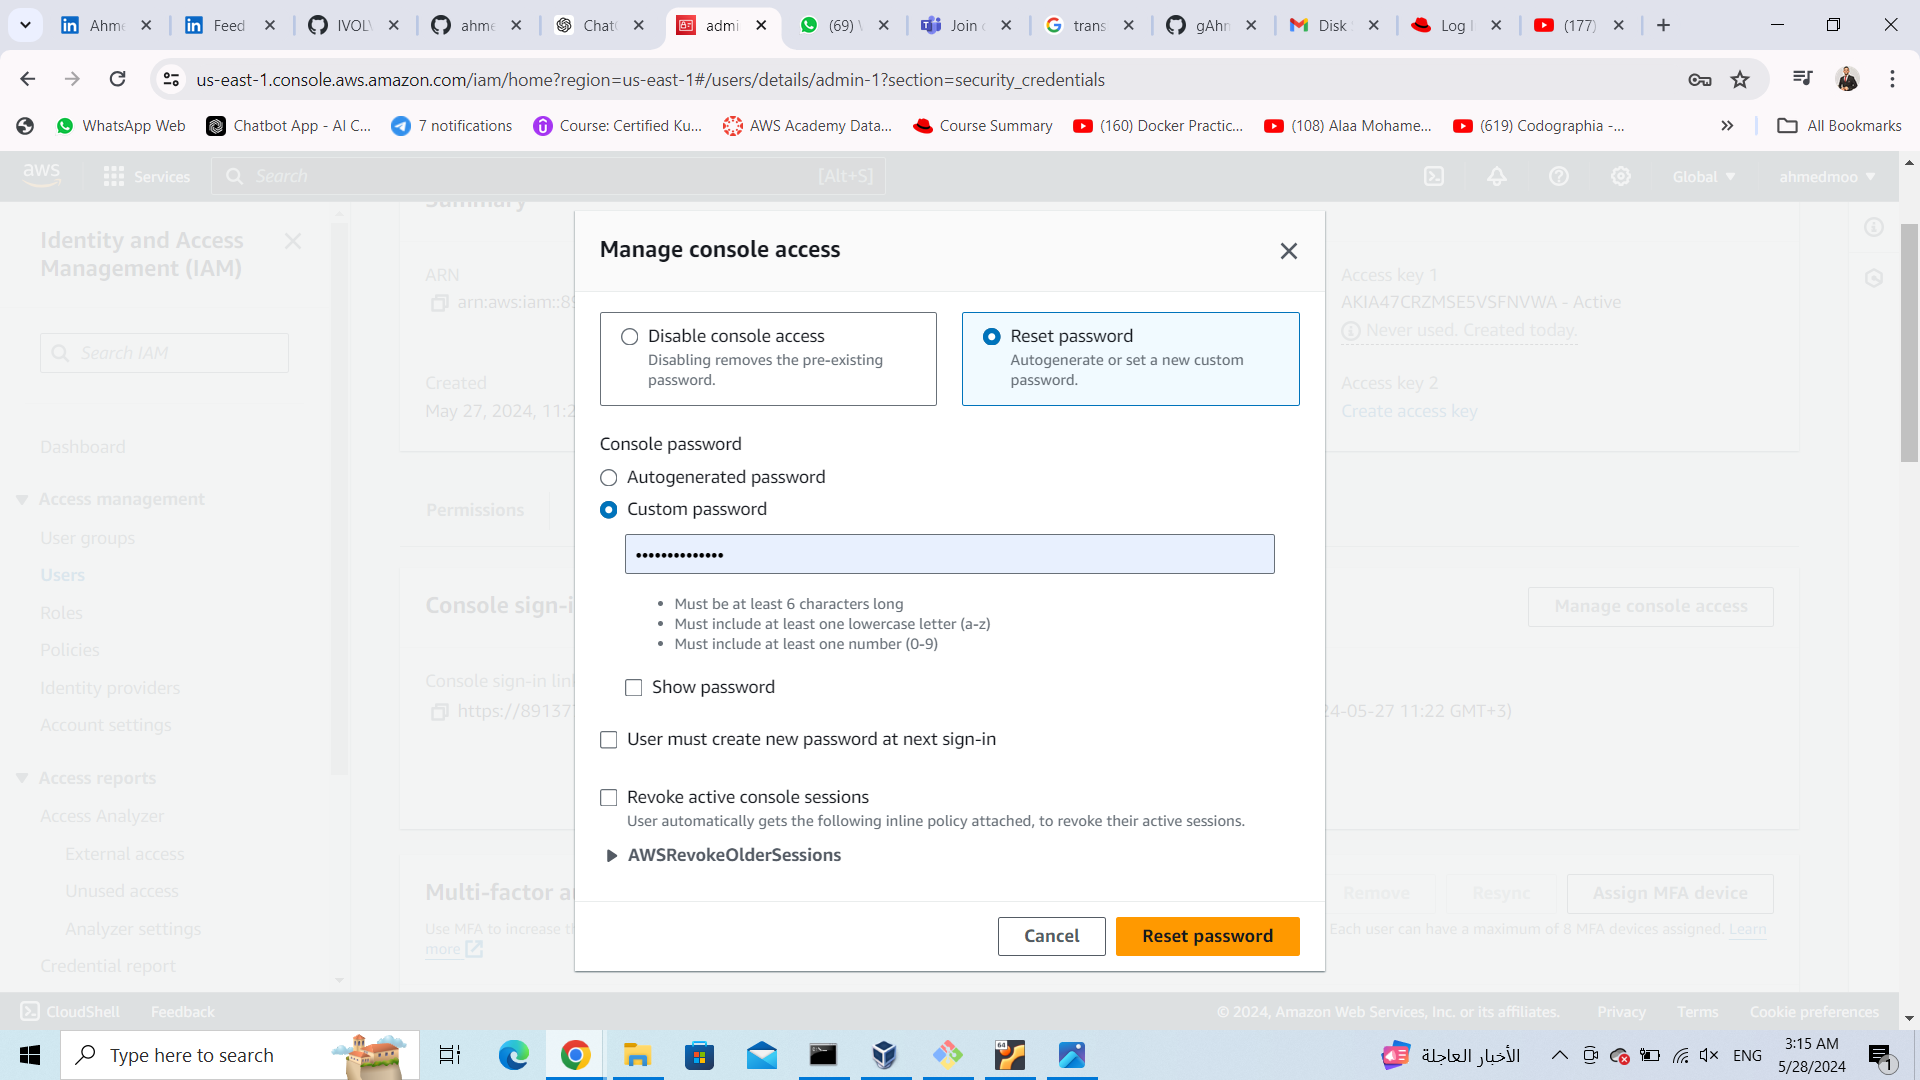 Ahme
Feed
IVOLV
ahme
Chat
admi
(69) W
Join c
trans
gAhn
Disk
Log I
(177)
us-east-1.console.aws.amazon.com/iam/home?region=us-east-1#/users/details/admin-1?section=security_credentials
WhatsApp Web
Chatbot App - AI C...
7 notifications
Course: Certified Ku...
AWS Academy Data...
Course Summary
(160) Docker Practic...
(108) Alaa Mohame...
(619) Codographia -...
All Bookmarks
aws
Services
Search
[Alt+S]
Global
ahmedmoo
Identity and Access
Management (IAM)
Search IAM
Dashboard
Access management
User groups
Users
Roles
Policies
Identity providers
Account settings
Access reports
Access Analyzer
External access
Unused access
Analyzer settings
Credential report
Summary
ARN
arn:aws:iam::89
Created
May 27, 2024, 11:2
Access key 1
AKIA47CRZMSE5VSFNVWA - Active
Never used. Created today.
Access key 2
Create access key
Permissions
Console sign-i
Manage console access
Console sign-in lin
https://89137
24-05-27 11:22 GMT+3)
Multi-factor a
Remove
Resync
Assign MFA device
Use MFA to increase t
more
Each user can have a maximum of 8 MFA devices assigned. Learn
Manage console access
Disable console access
Disabling removes the pre-existing
password.
Reset password
Autogenerate or set a new custom
password.
Console password
Autogenerated password
Custom password
••••••••••••••
• Must be at least 6 characters long
• Must include at least one lowercase letter (a-z)
• Must include at least one number (0-9)
Show password
User must create new password at next sign-in
Revoke active console sessions
User automatically gets the following inline policy attached, to revoke their active sessions.
AWSRevokeOlderSessions
Cancel
Reset password
CloudShell
Feedback
© 2024, Amazon Web Services, Inc. or its affiliates.
Privacy
Terms
Cookie preferences
Type here to search
64
الأخبار العاجلة
ENG
3:15 AM
5/28/2024
1